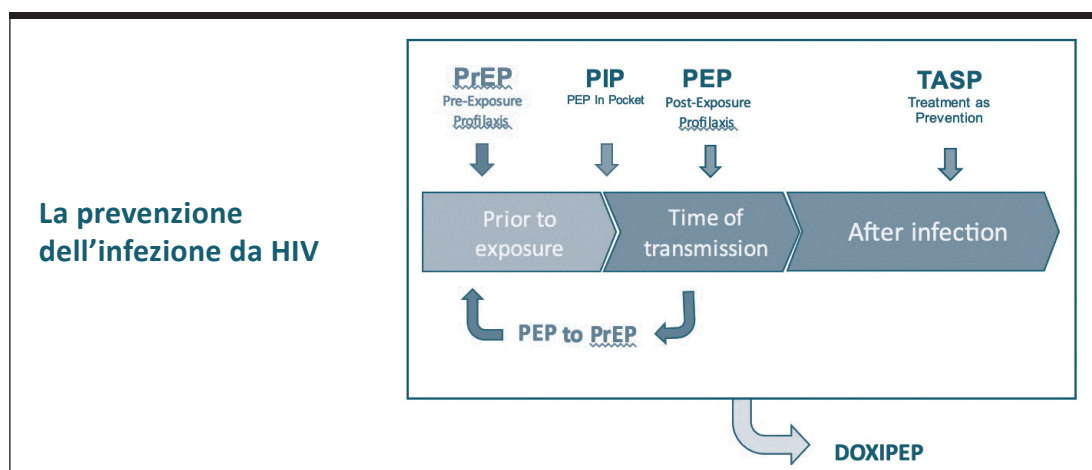 La prevenzione
dell'infezione da HIV
PrEP
Pre-Exposure
Profilaxis
PIP
PEP In Pocket
PEP
Post-Exposure
Profilaxis
TASP
Treatment as
Prevention
Prior to
exposure
Time of
transmission
After infection
PEP to PrEP
DOXIPEP